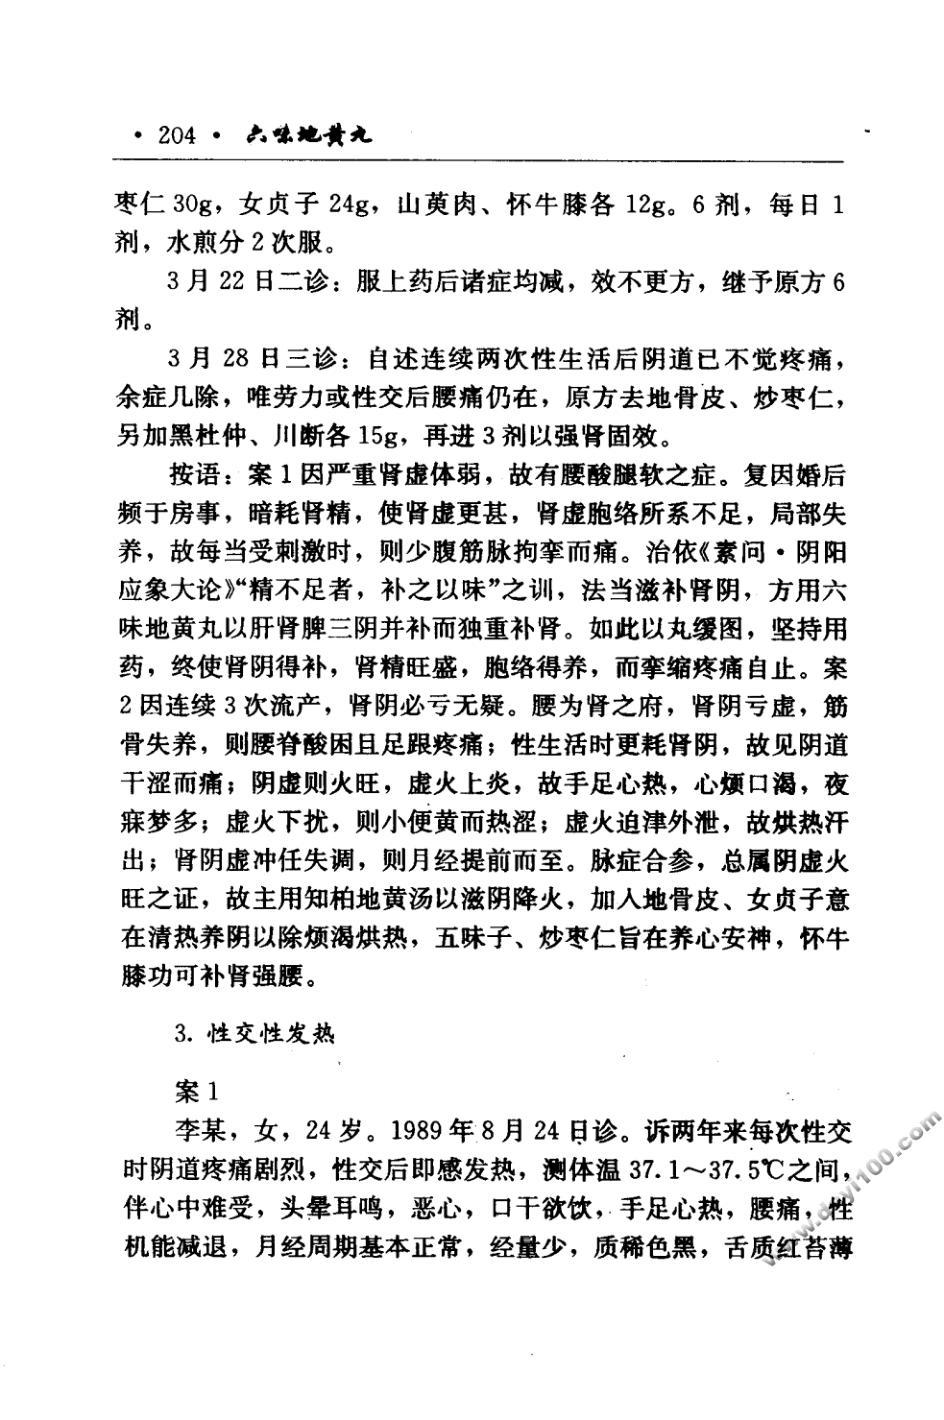 · 204 · 六味地黄丸
枣仁 30g，女贞子 24g，山萸肉、怀牛膝各 12g。6 剂，每日 1
剂，水煎分 2 次服。
3 月 22 日二诊：服上药后诸症均减，效不更方，继予原方 6
剂。
3 月 28 日三诊：自述连续两次性生活后阴道已不觉疼痛，
余症几除，唯劳力或性交后腰痛仍在，原方去地骨皮、炒枣仁，
另加黑杜仲、川断各 15g，再进 3 剂以强肾固效。
按语：案 1 因严重肾虚体弱，故有腰酸腿软之症。复因婚后
频于房事，暗耗肾精，使肾虚更甚，肾虚胞络所系不足，局部失
养，故每当受刺激时，则少腹筋脉拘挛而痛。治依《素问·阴阳
应象大论》“精不足者，补之以味”之训，法当滋补肾阴，方用六
味地黄丸以肝肾脾三阴并补而独重补肾。如此以丸缓图，坚持用
药，终使肾阴得补，肾精旺盛，胞络得养，而挛缩疼痛自止。案
2 因连续 3 次流产，肾阴必亏无疑。腰为肾之府，肾阴亏虚，筋
骨失养，则腰脊酸困且足跟疼痛；性生活时更耗肾阴，故见阴道
干涩而痛；阴虚则火旺，虚火上炎，故手足心热，心烦口渴，夜
寐梦多；虚火下扰，则小便黄而热涩；虚火迫津外泄，故烘热汗
出；肾阴虚冲任失调，则月经提前而至。脉症合参，总属阴虚火
旺之证，故主用知柏地黄汤以滋阴降火，加入地骨皮、女贞子意
在清热养阴以除烦渴烘热，五味子、炒枣仁旨在养心安神，怀牛
膝功可补肾强腰。
3. 性交性发热
案 1
李某，女，24 岁。1989 年 8 月 24 日诊。诉两年来每次性交
时阴道疼痛剧烈，性交后即感发热，测体温 37.1～37.5℃之间，
伴心中难受，头晕耳鸣，恶心，口干欲饮，手足心热，腰痛，性
机能减退，月经周期基本正常，经量少，质稀色黑，舌质红苔薄